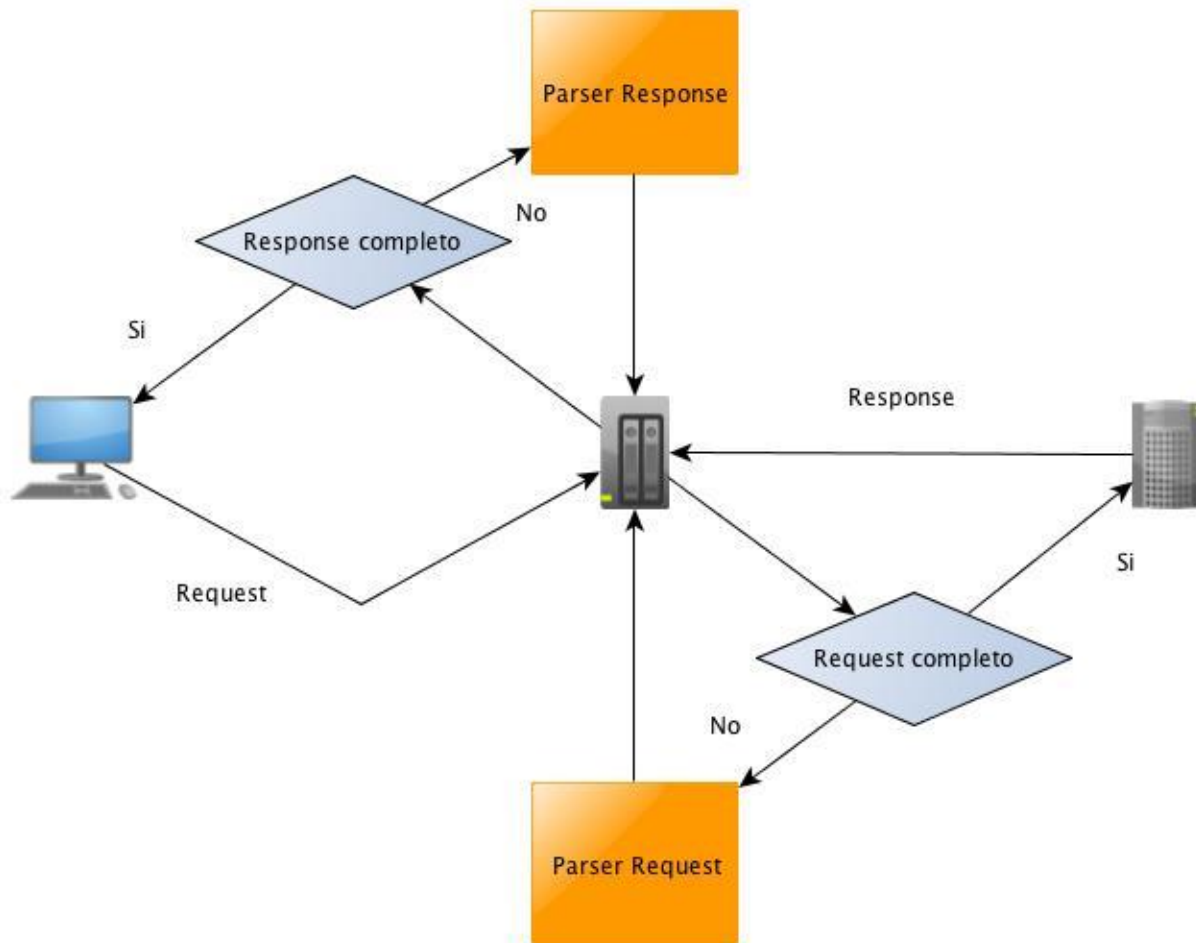 Parser Response
No
Response completo
Si
Response
Request
Si
Request completo
No
Parser Request